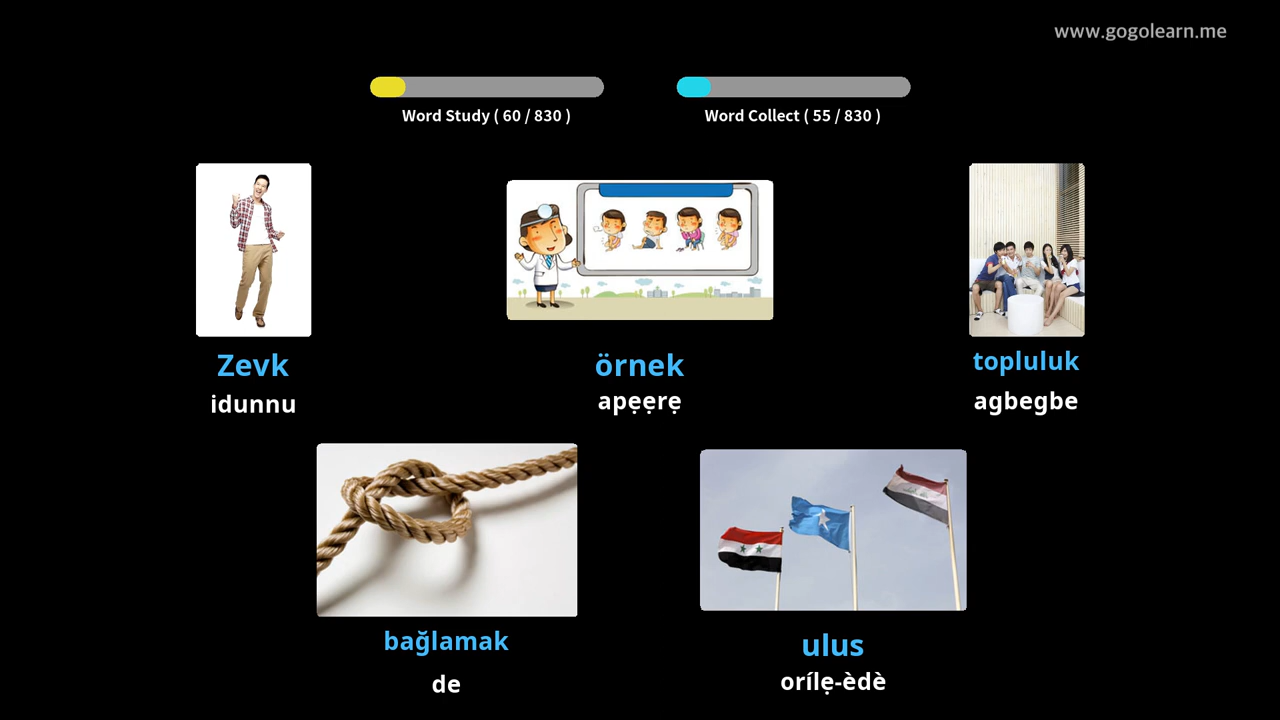 www.gogolearn.me
Word Study ( 60 / 830 )
Word Collect ( 55 / 830 )
Zevk
idunnu
örnek
apẹẹrẹ
topluluk
agbegbe
bağlamak
de
ulus
orílẹ-èdè